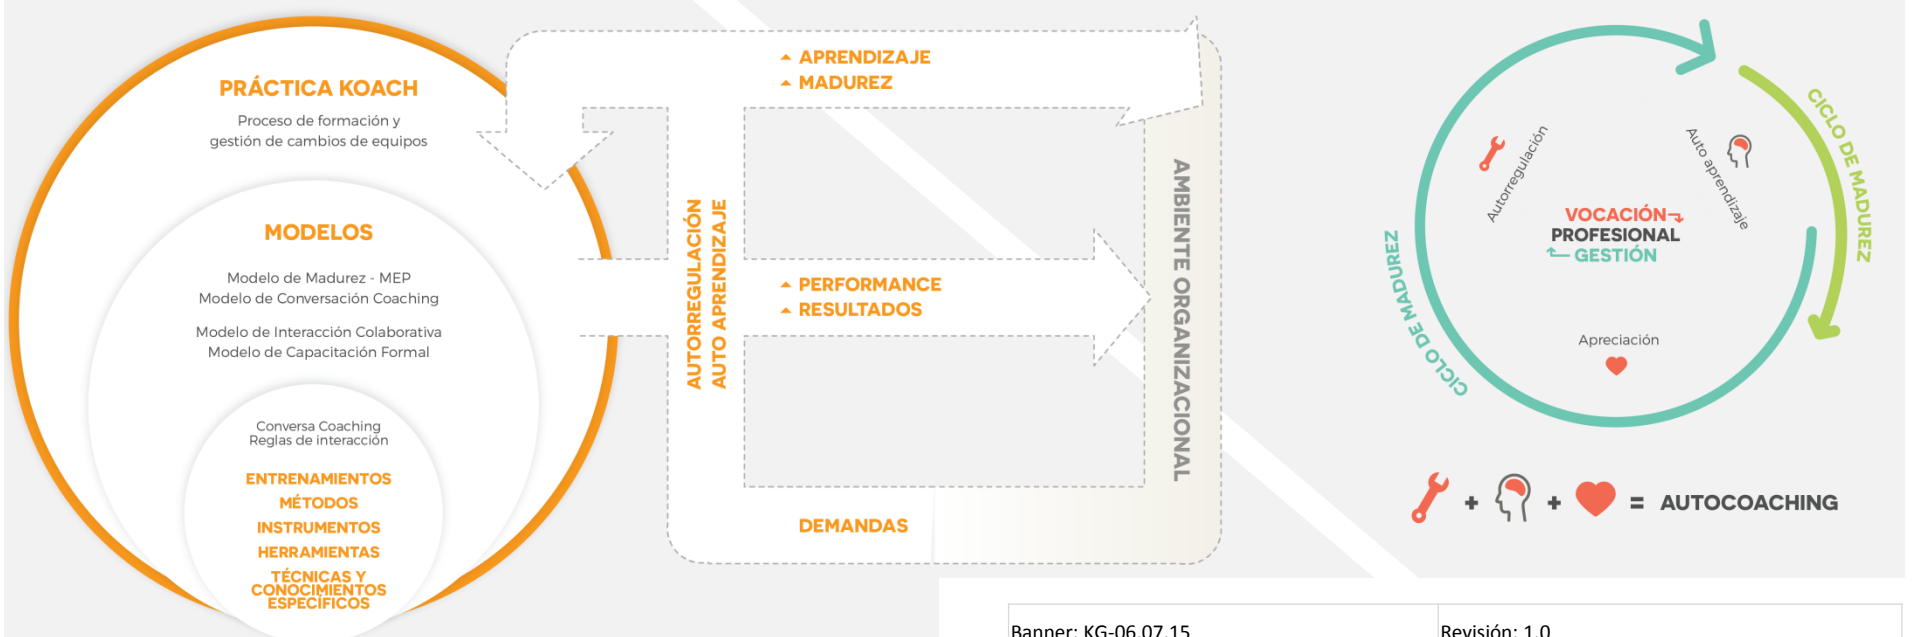 PRÁCTICA KOACH
Proceso de formación y
gestión de cambios de equipos
MODELOS
Modelo de Madurez - MEP
Modelo de Conversación Coaching
Modelo de Interacción Colaborativa
Modelo de Capacitación Formal
Conversa Coaching
Reglas de interacción
ENTRENAMIENTOS
MÉTODOS
INSTRUMENTOS
HERRAMIENTAS
TÉCNICAS Y
CONOCIMIENTOS
ESPECÍFICOS
APRENDIZAJE
MADUREZ
AUTORREGULACIÓN
AUTO APRENDIZAJE
PERFORMANCE
RESULTADOS
DEMANDAS
AMBIENTE ORGANIZACIONAL
CICLO DE MADUREZ
CICLO DE MADUREZ
Autorregulación
Auto aprendizaje
VOCACIÓN
PROFESIONAL
GESTIÓN
Apreciación
+ + = AUTOCOACHING
Banner: KG-06.07.15
Revisión: 1.0